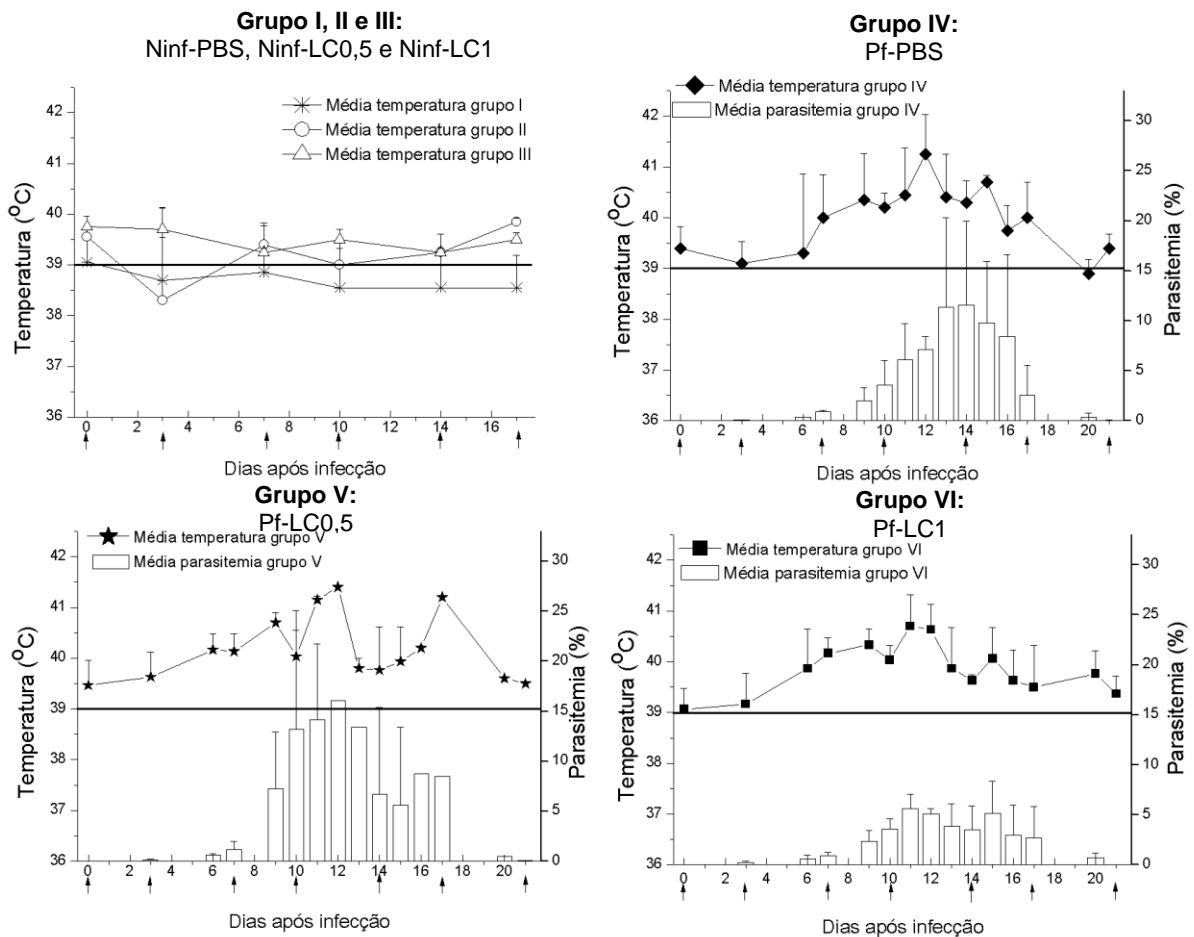 Grupo I, II e III:
Ninf-PBS, Ninf-LC0,5 e Ninf-LC1
Média temperatura grupo I
Média temperatura grupo II
Média temperatura grupo III
Temperatura (°C)
42
41
40
39
38
37
36
0 2 4 6 8 10 12 14 16
Dias após infecção
Grupo IV:
Pf-PBS
Média temperatura grupo IV
Média parasitemia grupo IV
Temperatura (°C)
42
41
40
39
38
37
36
Parasitemia (%)
30
25
20
15
10
5
0
0 2 4 6 8 10 12 14 16 18 20
Dias após infecção
Grupo V:
Pf-LC0,5
Média temperatura grupo V
Média parasitemia grupo V
Temperatura (°C)
42
41
40
39
38
37
36
Parasitemia (%)
30
25
20
15
10
5
0
0 2 4 6 8 10 12 14 16 18 20
Dias após infecção
Grupo VI:
Pf-LC1
Média temperatura grupo VI
Média parasitemia grupo VI
Temperatura (°C)
42
41
40
39
38
37
36
Parasitemia (%)
30
25
20
15
10
5
0
0 2 4 6 8 10 12 14 16 18 20
Dias após infecção